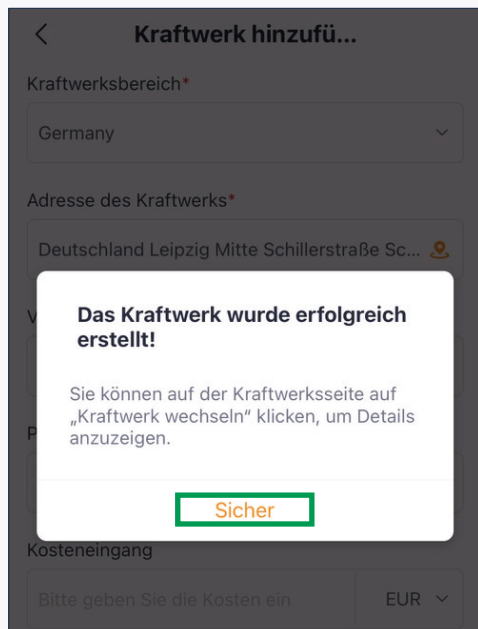 Kraftwerk hinzufü...
Kraftwerksbereich*
Germany
Adresse des Kraftwerks*
Deutschland Leipzig Mitte Schillerstraße Sc...
V
Das Kraftwerk wurde erfolgreich
erstellt!
Sie können auf der Kraftwerksseite auf
„Kraftwerk wechseln“ klicken, um Details
anzuzeigen.
P
Sicher
Kosteneingang
Bitte geben Sie die Kosten ein
EUR